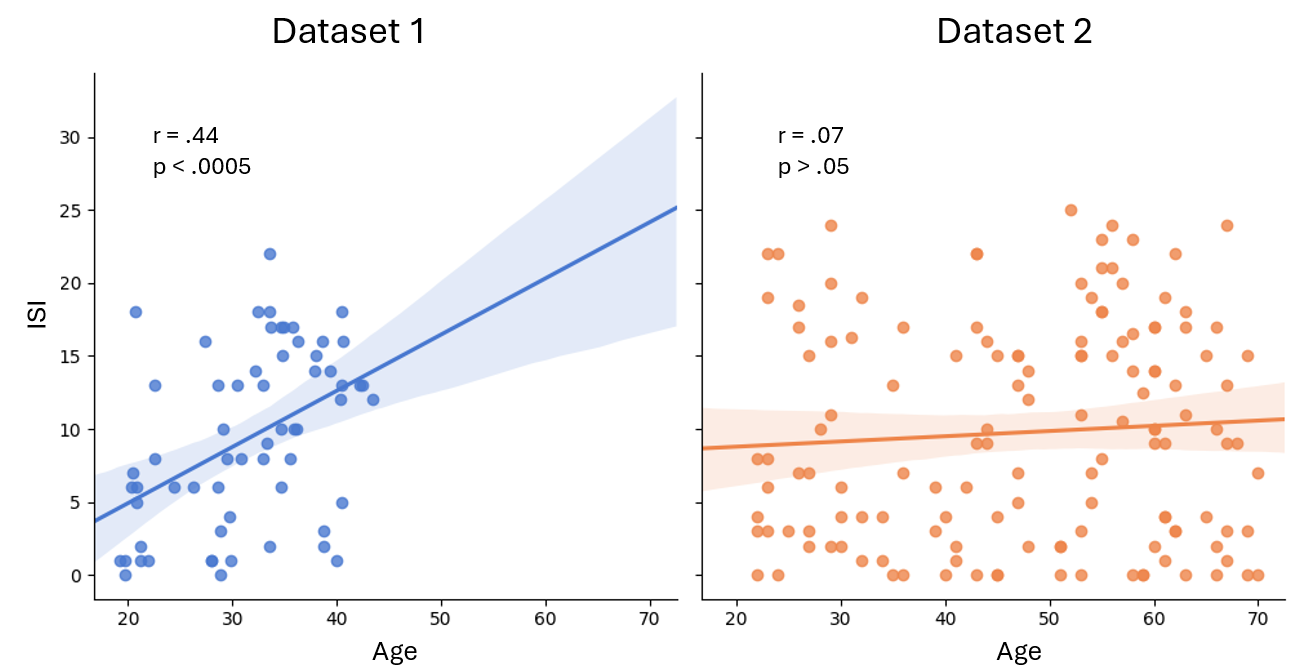 Dataset 1
Dataset 2
r = .44
p < .0005
r = .07
p > .05
ISI
30
25
20
15
10
5
0
20 30 40 50 60 70
20 30 40 50 60 70
Age
Age